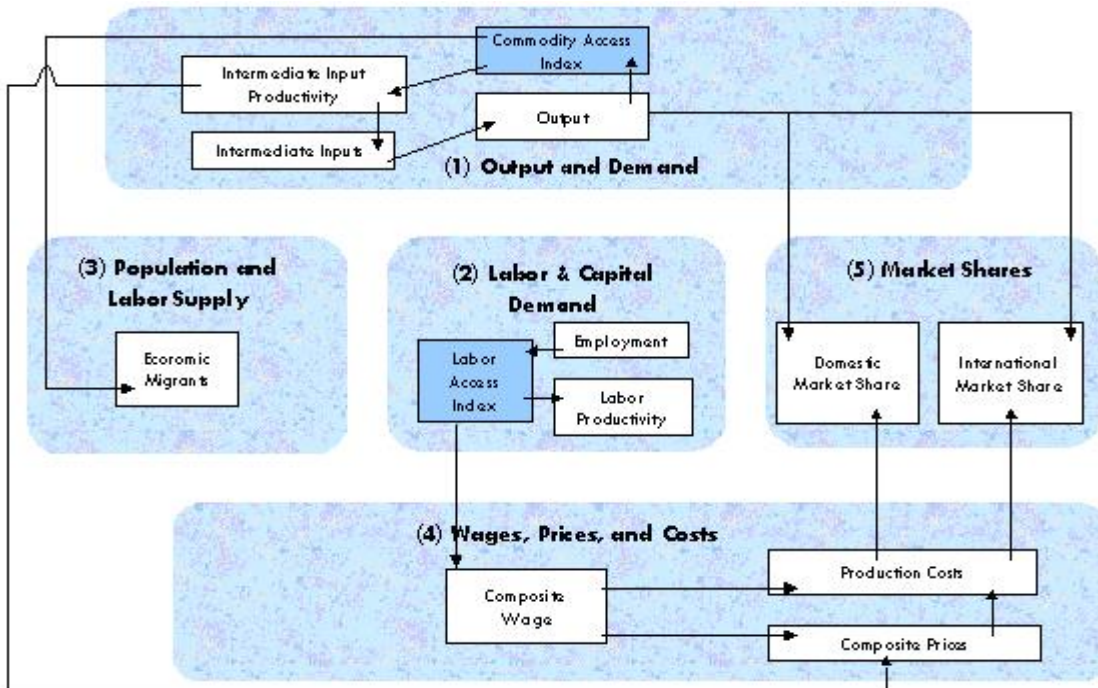 Commodity Access
Index
Intermediate Input
Productivity
Output
Intermediate Inputs
(1) Output and Demand
(3) Population and
Labor Supply
Economic
Migrants
(2) Labor & Capital
Demand
Employment
Labor
Access
Index
Labor
Productivity
(5) Market Shares
Domestic
Market Share
International
Market Share
(4) Wages, Prices, and Costs
Composite
Wage
Production Costs
Composite Prices